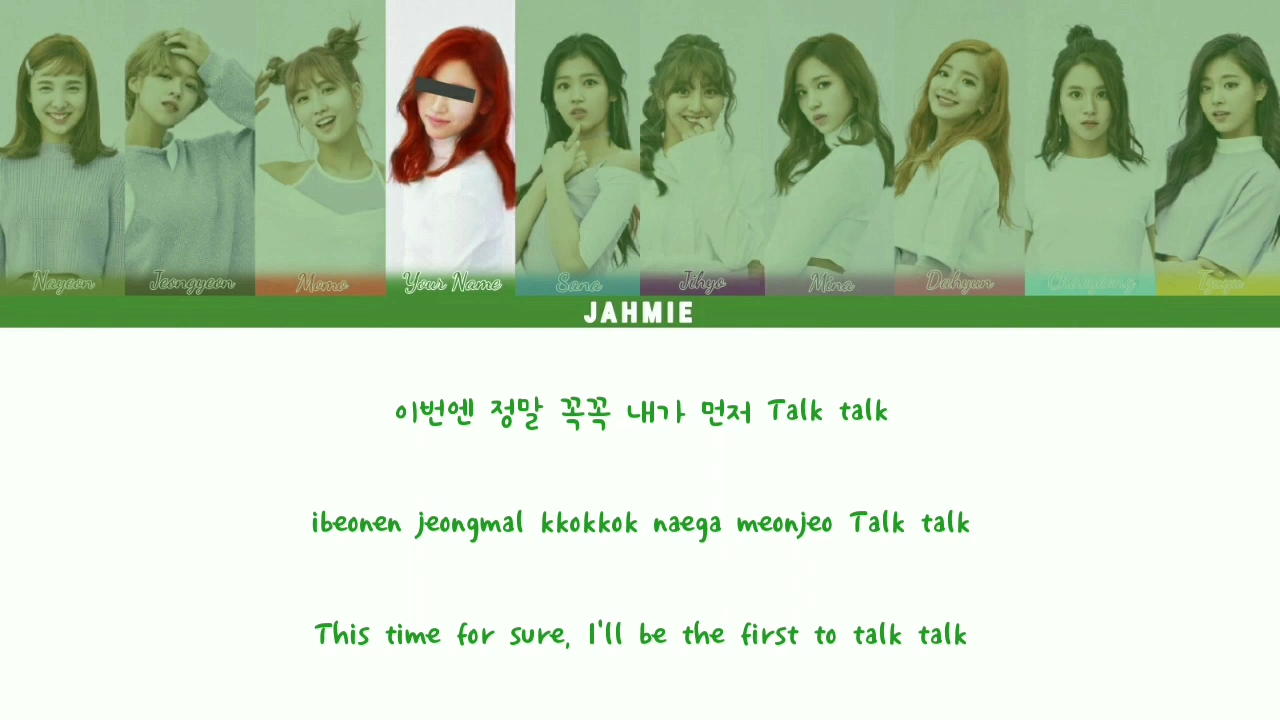 Nayeon Jeongyeon Momo Your Name Sana Jihyo Mina Dahyun Chaeyoung Tzuyu
JAHMIE
이번엔 정말 꼭꼭 내가 먼저 Talk talk
ibeonen jeongmal kkokkok naega meonjeo Talk talk
This time for sure, I'll be the first to talk talk